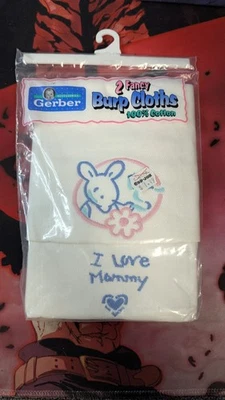 Gerber
2 Fancy
Burp Cloths
100% Cotton
I Love
Mommy